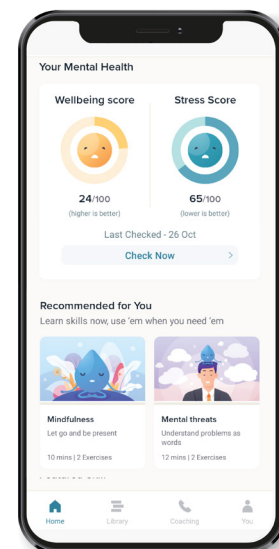 Your Mental Health
Wellbeing score
Stress Score
24/100
65/100
(higher is better)
(lower is better)
Last Checked - 26 Oct
Check Now
Recommended for You
Learn skills now, use 'em when you need 'em
Mindfulness
Let go and be present
10 mins | 2 Exercises
Mental threats
Understand problems as
words
12 mins | 2 Exercises
Home
Library
Coaching
You